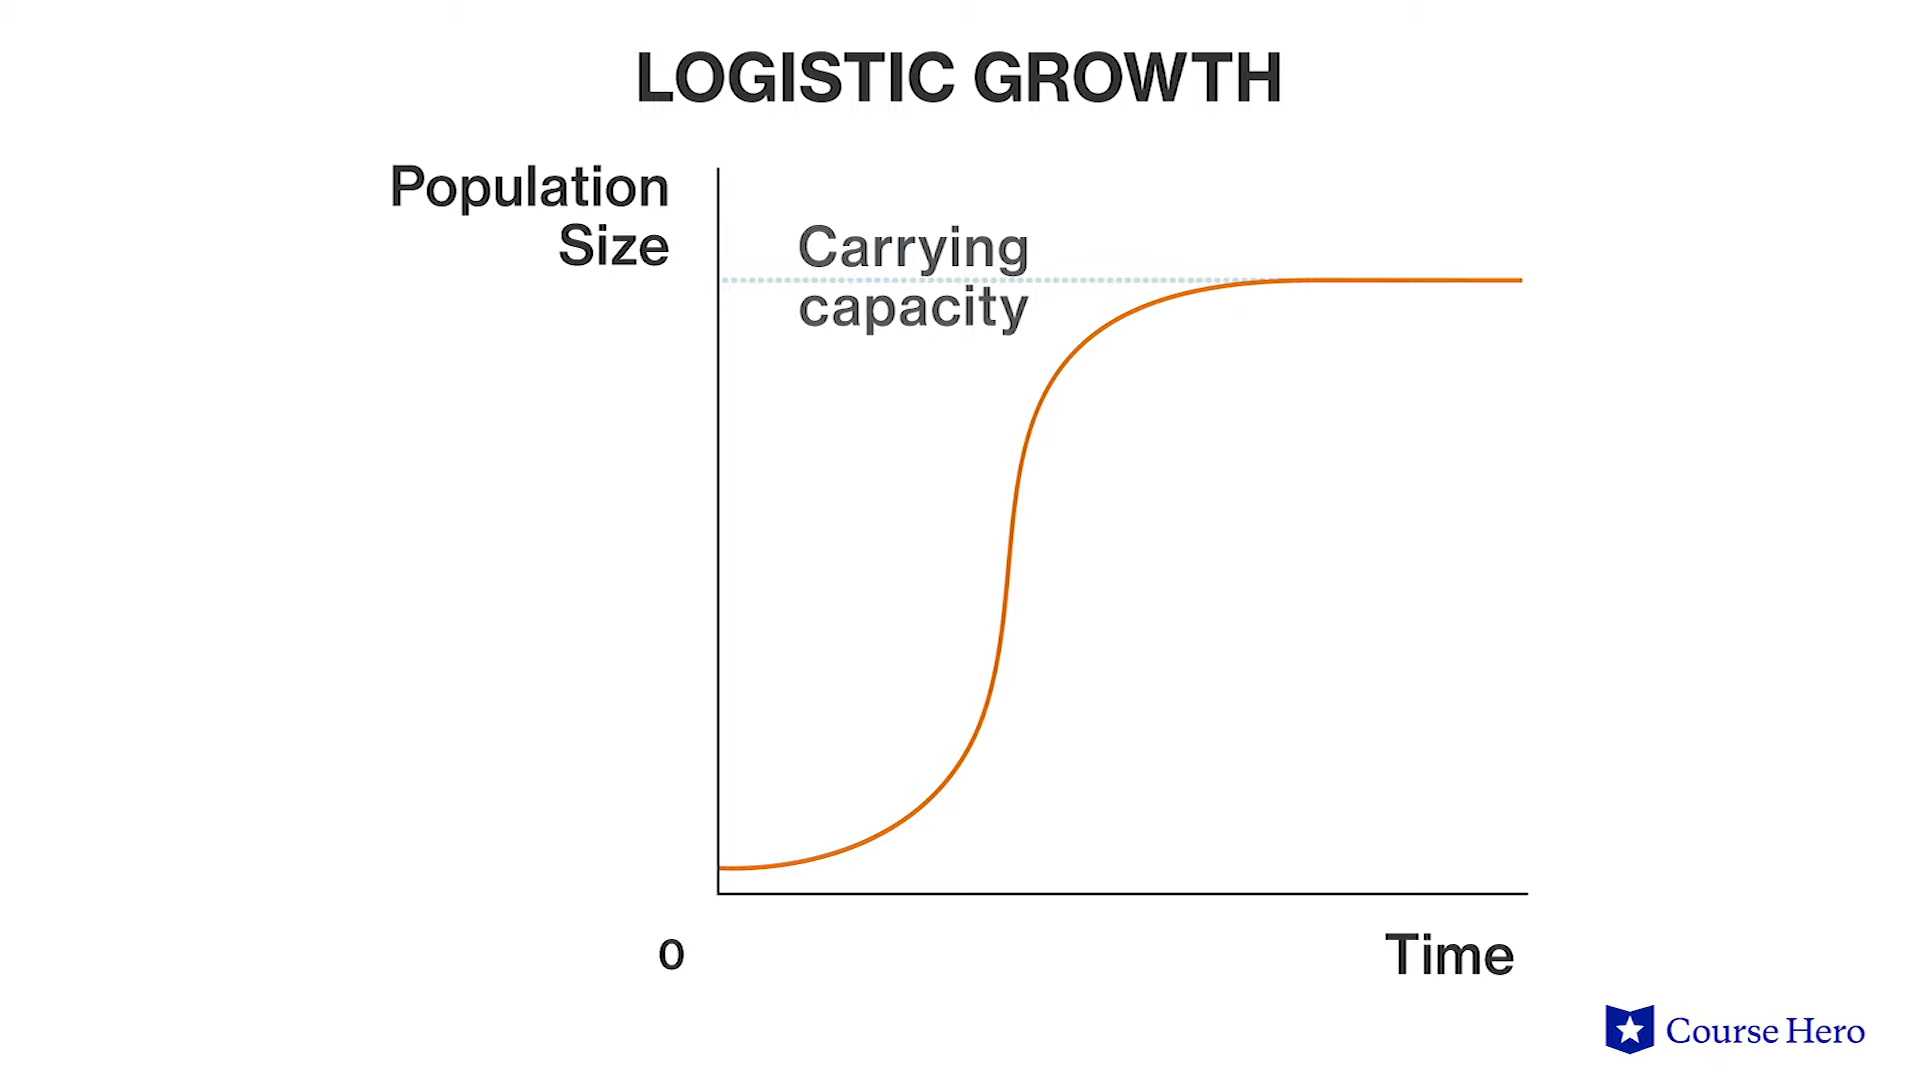 LOGISTIC GROWTH
Population
Size
Carrying
capacity
0
Time
Course Hero